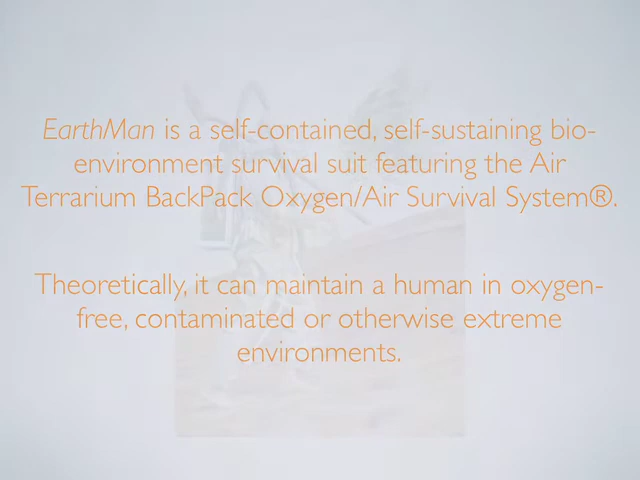 EarthMan is a self-contained, self-sustaining bio-
environment survival suit featuring the Air
Terrarium BackPack Oxygen/Air Survival System®.
Theoretically, it can maintain a human in oxygen-
free, contaminated or otherwise extreme
environments.